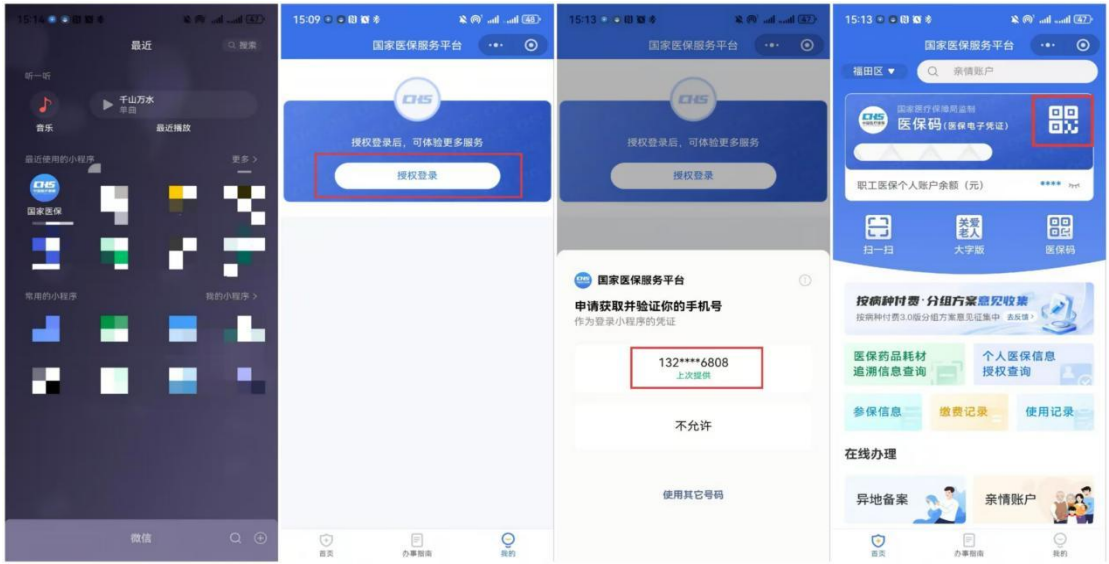 15:14
47
最近
搜索
听一听
千山万水
单曲
音乐
最近播放
最近使用的小程序
更多 >
CHS
国家医保
常用的小程序
我的小程序 >
微信
15:09
48
国家医保服务平台
CHS
授权登录后，可体验更多服务
授权登录
首页
办事指南
我的
15:13
47
国家医保服务平台
CHS
授权登录后，可体验更多服务
授权登录
国家医保服务平台
申请获取并验证你的手机号
作为登录小程序的凭证
132****6808
上次提供
不允许
使用其它号码
15:13
47
国家医保服务平台
福田区
亲情账户
国家医疗保障局监制
CHS
医保码(医保电子凭证)
职工医保个人账户余额（元）
****
扫一扫
关爱老人
大字版
医保码
按病种付费·分组方案意见收集
按病种付费3.0版分组方案意见征集中 去反馈>
医保药品耗材
追溯信息查询
个人医保信息
授权查询
参保信息
缴费记录
使用记录
在线办理
异地备案
亲情账户
首页
办事指南
我的